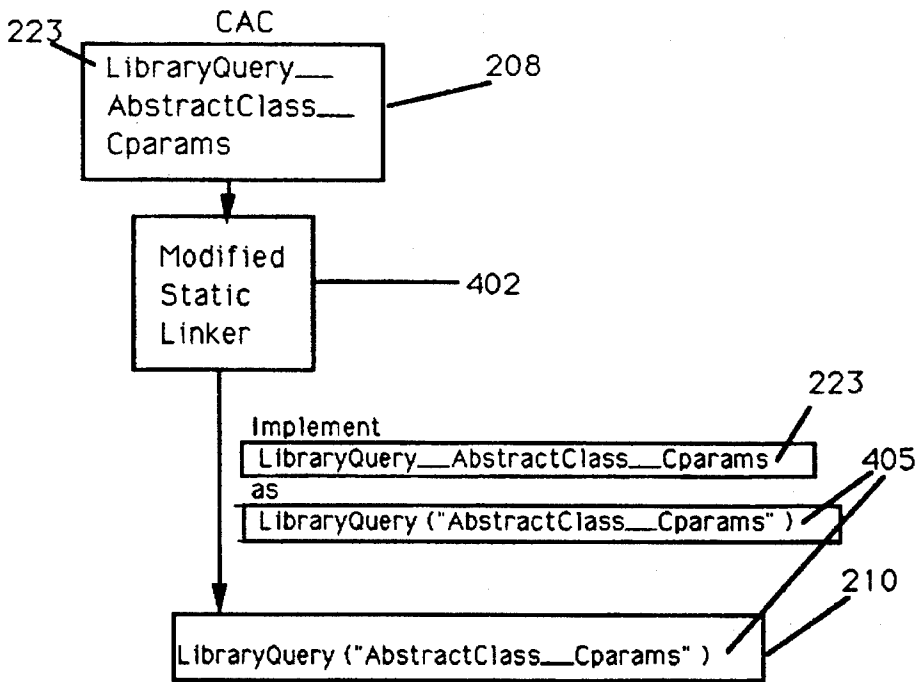 CAC
223
LibraryQuery__
AbstractClass__
Cparams
208
Modified
Static
Linker
402
223
Implement
LibraryQuery__AbstractClass__Cparams
405
as
LibraryQuery ("AbstractClass__Cparams" )
210
LibraryQuery ("AbstractClass__Cparams" )